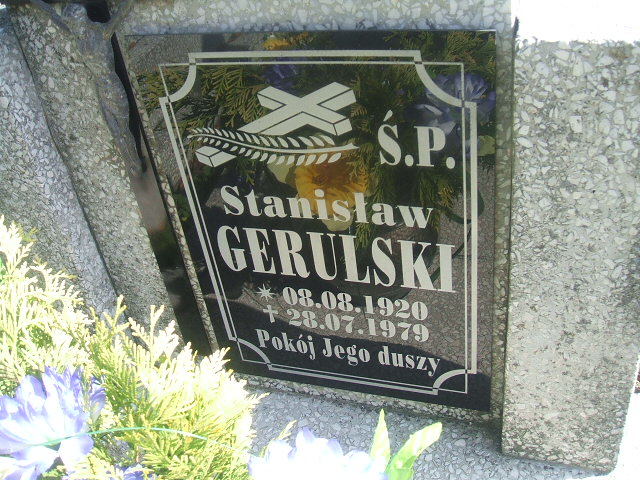 Ś.P.
Stanisław
GERULSKI
* 08.08.1920
† 28.07.1979
Pokój Jego duszy